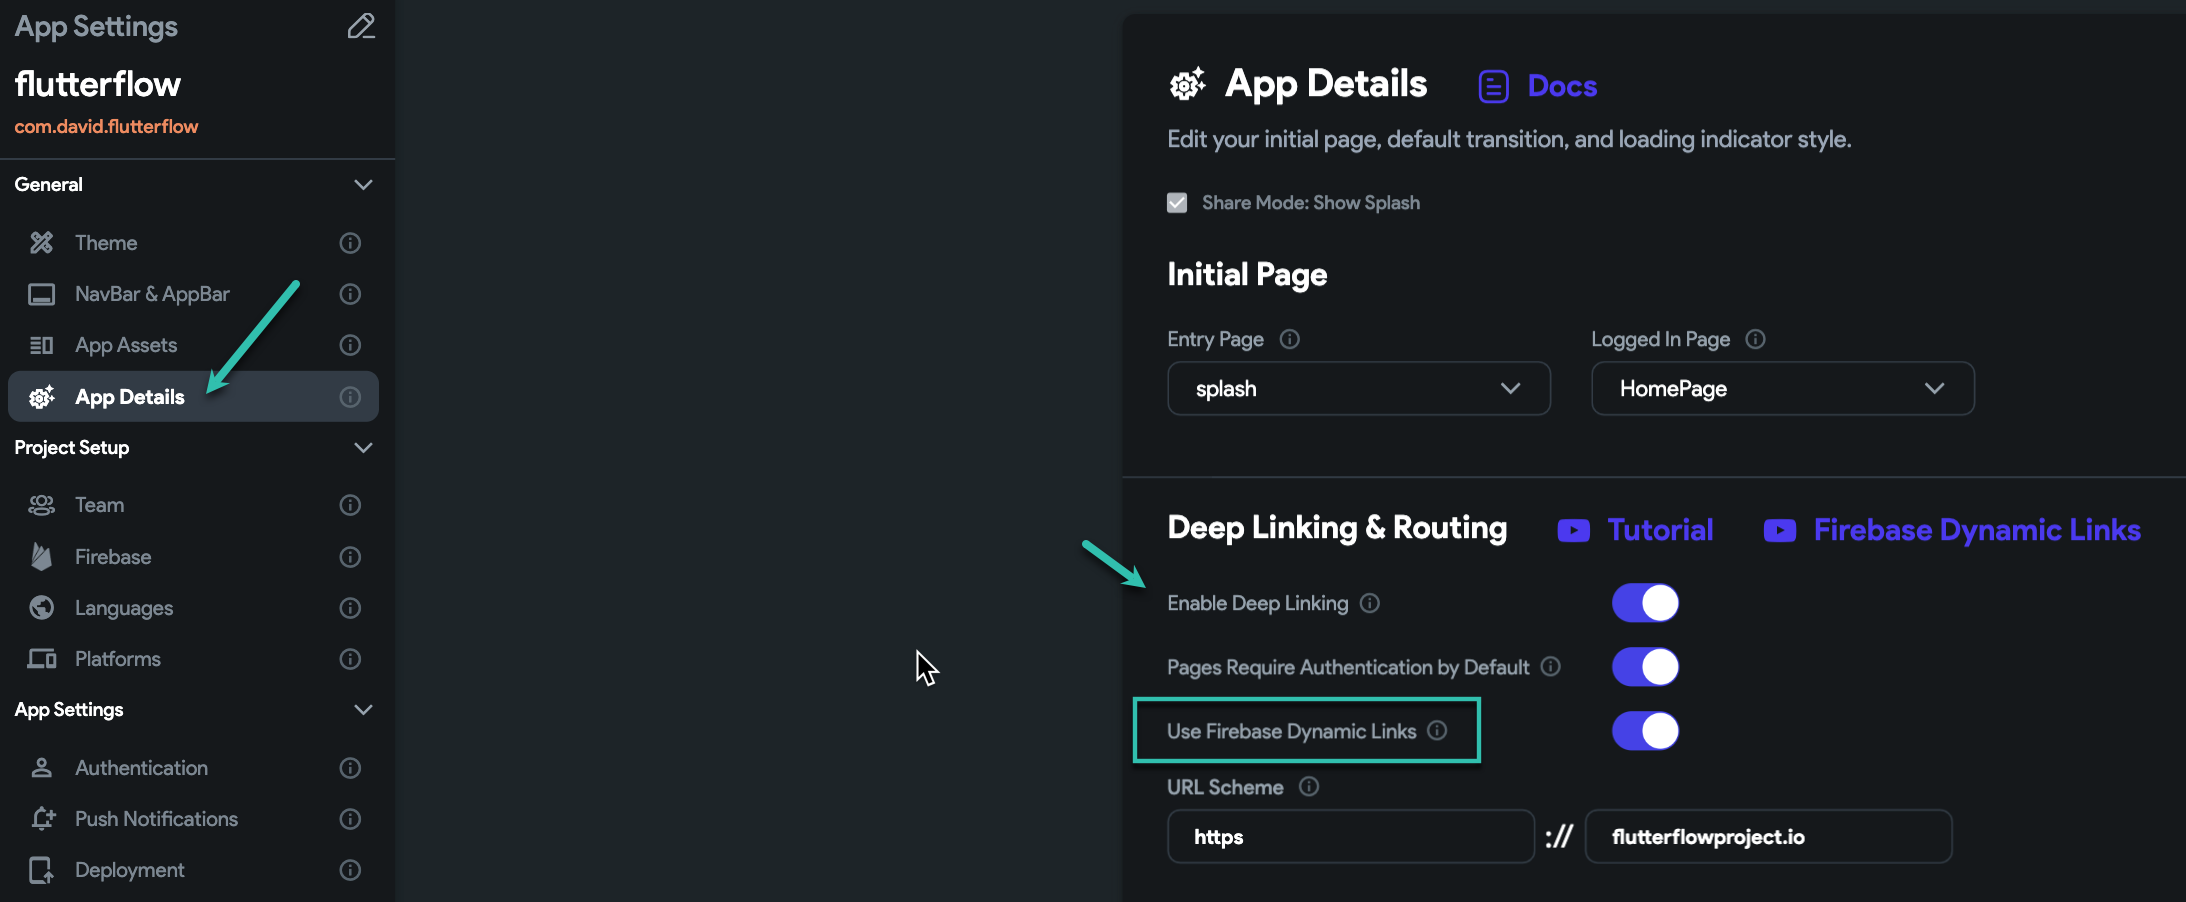 App Settings
flutterflow
com.david.flutterflow
General
Theme
NavBar & AppBar
App Assets
App Details
Project Setup
Team
Firebase
Languages
Platforms
App Settings
Authentication
Push Notifications
Deployment
App Details Docs
Edit your initial page, default transition, and loading indicator style.
Share Mode: Show Splash
Initial Page
Entry Page Logged In Page
splash HomePage
Deep Linking & Routing Tutorial Firebase Dynamic Links
Enable Deep Linking
Pages Require Authentication by Default
Use Firebase Dynamic Links
URL Scheme
https :// flutterflowproject.io